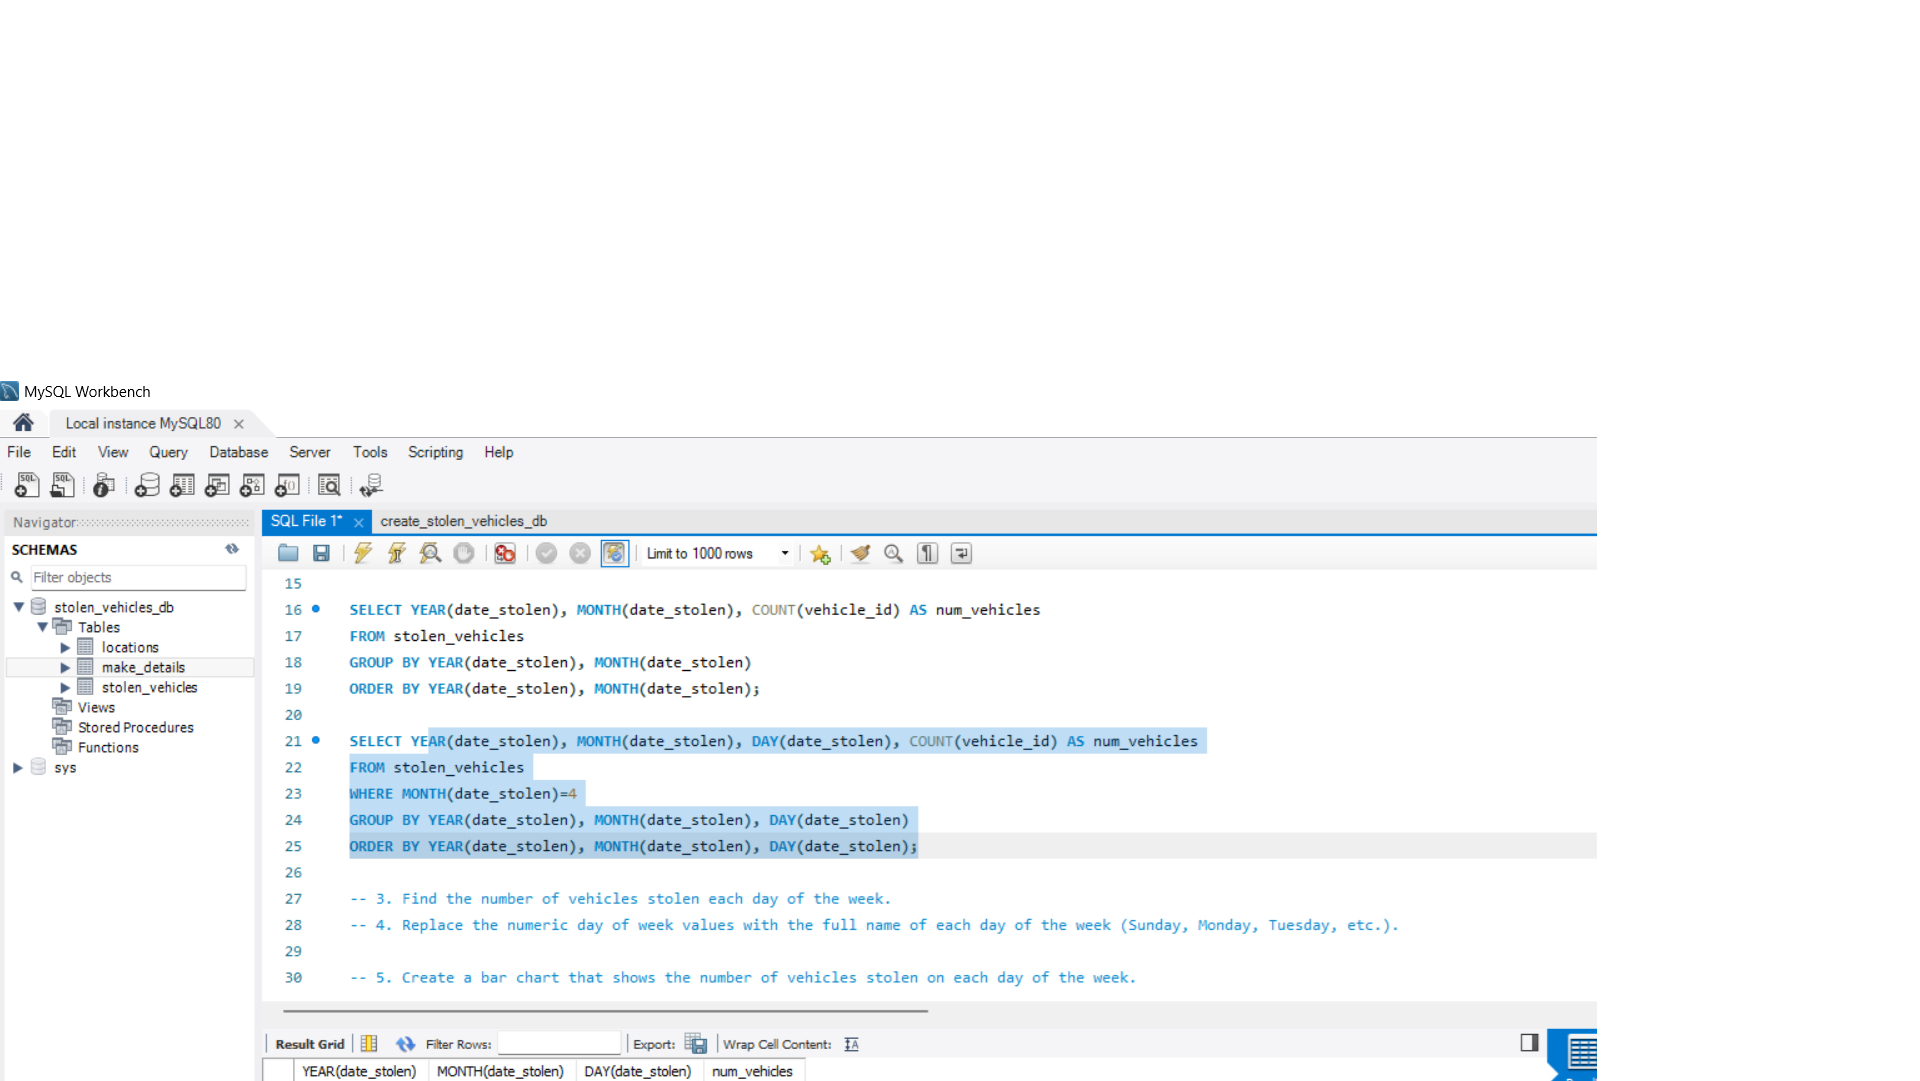 MySQL Workbench
Local instance MySQL80
File Edit View Query Database Server Tools Scripting Help
Navigator
SCHEMAS
Filter objects
stolen_vehicles_db
Tables
locations
make_details
stolen_vehicles
Views
Stored Procedures
Functions
sys
SQL File 1* create_stolen_vehicles_db
Limit to 1000 rows
15
16 SELECT YEAR(date_stolen), MONTH(date_stolen), COUNT(vehicle_id) AS num_vehicles
17 FROM stolen_vehicles
18 GROUP BY YEAR(date_stolen), MONTH(date_stolen)
19 ORDER BY YEAR(date_stolen), MONTH(date_stolen);
20
21 SELECT YEAR(date_stolen), MONTH(date_stolen), DAY(date_stolen), COUNT(vehicle_id) AS num_vehicles
22 FROM stolen_vehicles
23 WHERE MONTH(date_stolen)=4
24 GROUP BY YEAR(date_stolen), MONTH(date_stolen), DAY(date_stolen)
25 ORDER BY YEAR(date_stolen), MONTH(date_stolen), DAY(date_stolen);
26
27 -- 3. Find the number of vehicles stolen each day of the week.
28 -- 4. Replace the numeric day of week values with the full name of each day of the week (Sunday, Monday, Tuesday, etc.).
29
30 -- 5. Create a bar chart that shows the number of vehicles stolen on each day of the week.
Result Grid Filter Rows: Export: Wrap Cell Content:
YEAR(date_stolen) MONTH(date_stolen) DAY(date_stolen) num_vehicles